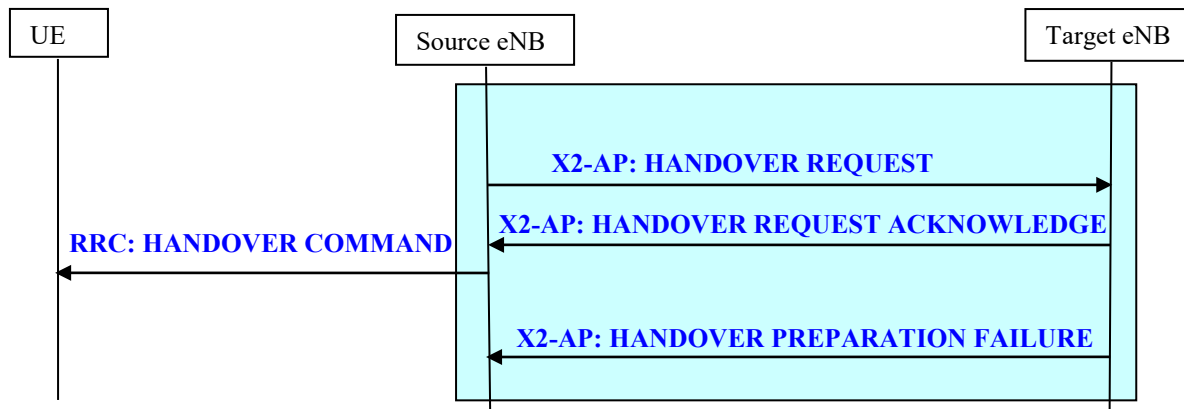 UE
Source eNB
Target eNB
X2-AP: HANDOVER REQUEST
X2-AP: HANDOVER REQUEST ACKNOWLEDGE
RRC: HANDOVER COMMAND
X2-AP: HANDOVER PREPARATION FAILURE